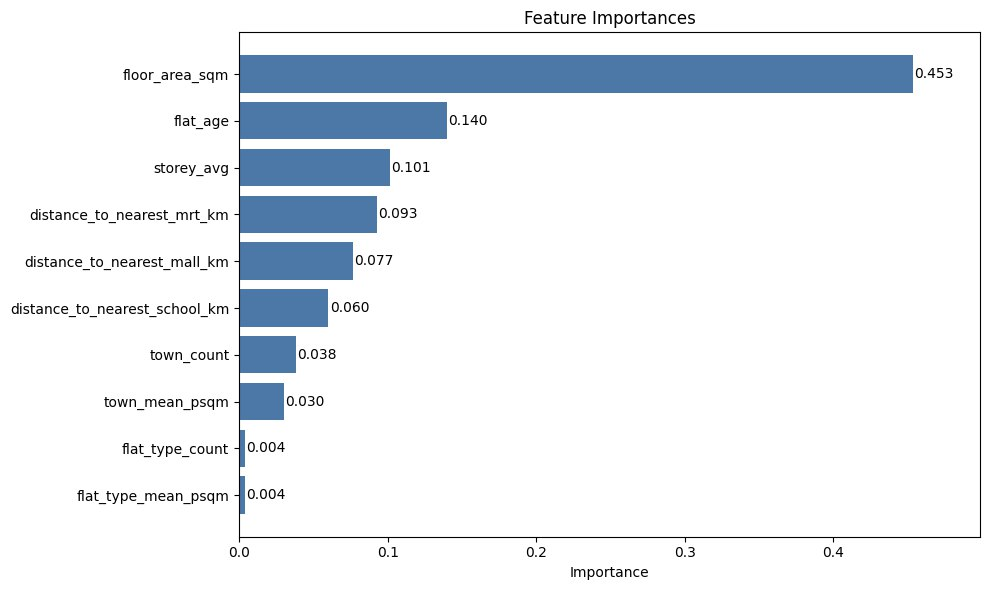 Feature Importances
floor_area_sqm 0.453
flat_age 0.140
storey_avg 0.101
distance_to_nearest_mrt_km 0.093
distance_to_nearest_mall_km 0.077
distance_to_nearest_school_km 0.060
town_count 0.038
town_mean_psqm 0.030
flat_type_count 0.004
flat_type_mean_psqm 0.004
0.0 0.1 0.2 0.3 0.4
Importance